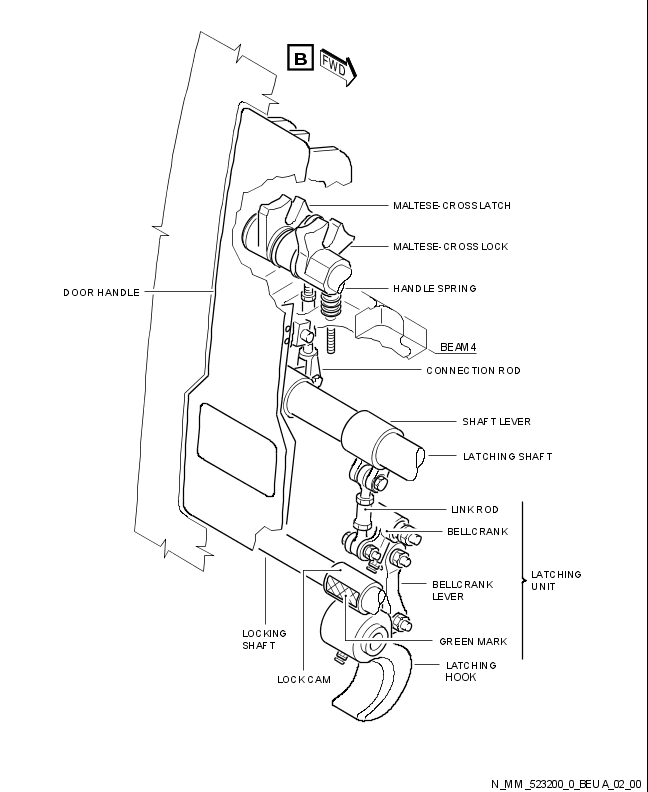 B
FWD
MALTESE-CROSS LATCH
MALTESE-CROSS LOCK
HANDLE SPRING
DOOR HANDLE
BEAM 4
CONNECTION ROD
SHAFT LEVER
LATCHING SHAFT
LINK ROD
BELLCRANK
LATCHING
UNIT
BELLCRANK
LEVER
LOCKING
SHAFT
GREEN MARK
LATCHING
HOOK
LOCK CAM
N_MM_523200_0_BEUA_02_00